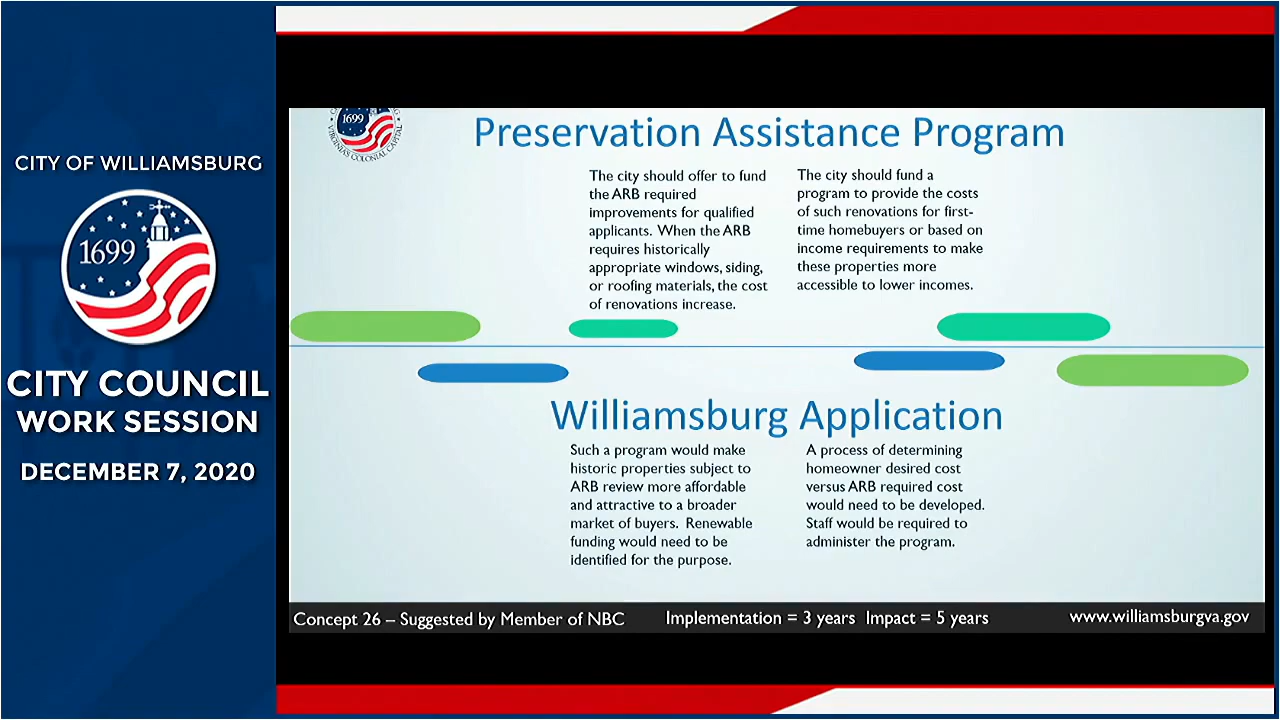 CITY OF WILLIAMSBURG
1699
CITY COUNCIL
WORK SESSION
DECEMBER 7, 2020
1699
VIRGINIA'S COLONIAL CAPITAL
Preservation Assistance Program
The city should offer to fund
the ARB required
improvements for qualified
applicants. When the ARB
requires historically
appropriate windows, siding,
or roofing materials, the cost
of renovations increase.
The city should fund a
program to provide the costs
of such renovations for first-
time homebuyers or based on
income requirements to make
these properties more
accessible to lower incomes.
Williamsburg Application
Such a program would make
historic properties subject to
ARB review more affordable
and attractive to a broader
market of buyers. Renewable
funding would need to be
identified for the purpose.
A process of determining
homeowner desired cost
versus ARB required cost
would need to be developed.
Staff would be required to
administer the program.
Concept 26 – Suggested by Member of NBC
Implementation = 3 years Impact = 5 years
www.williamsburgva.gov